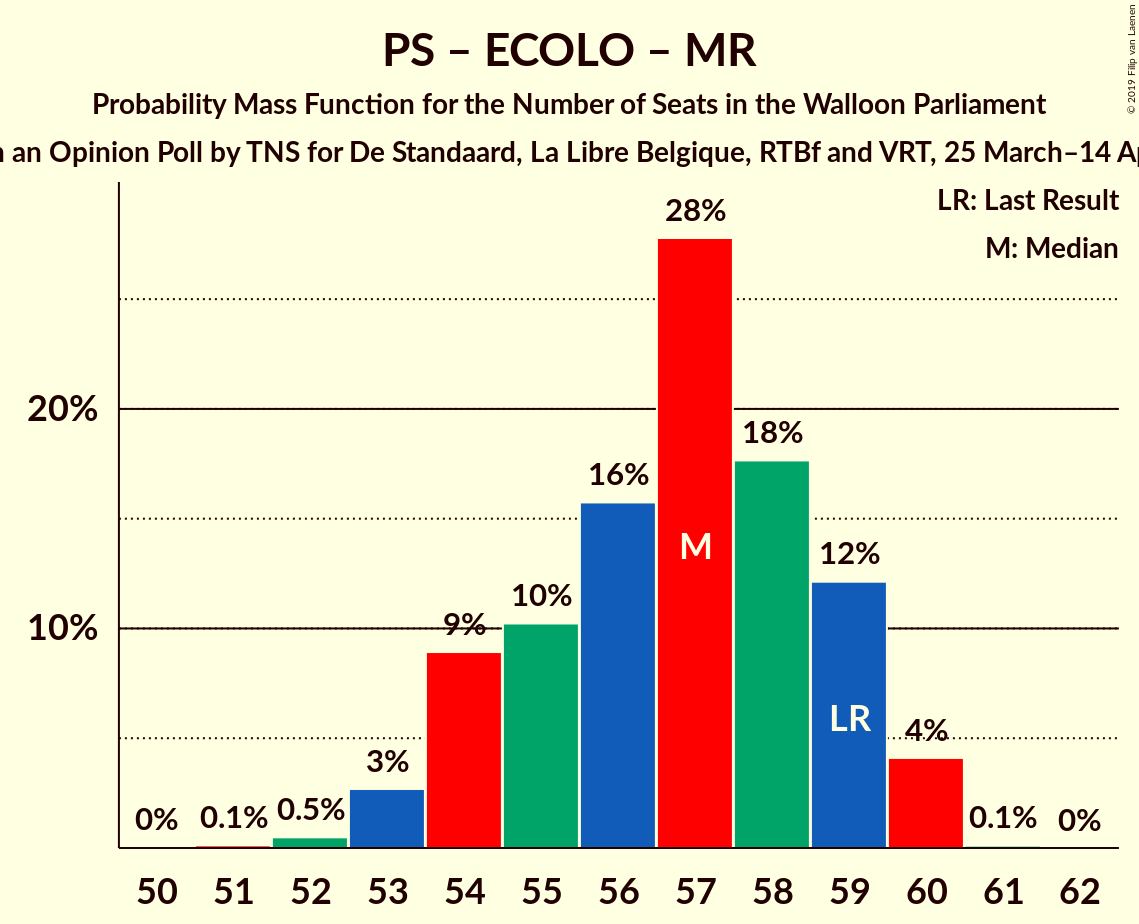 PS – ECOLO – MR
Probability Mass Function for the Number of Seats in the Walloon Parliament
an Opinion Poll by TNS for De Standaard, La Libre Belgique, RTBf and VRT, 25 March–14
© 2019 Filip van Laenen
LR: Last Result
M: Median
28%
20%
18%
16%
M
12%
10%
10%
9%
LR
4%
3%
0.5%
0.1%
0.1%
0%
0%
50 51 52 53 54 55 56 57 58 59 60 61 62